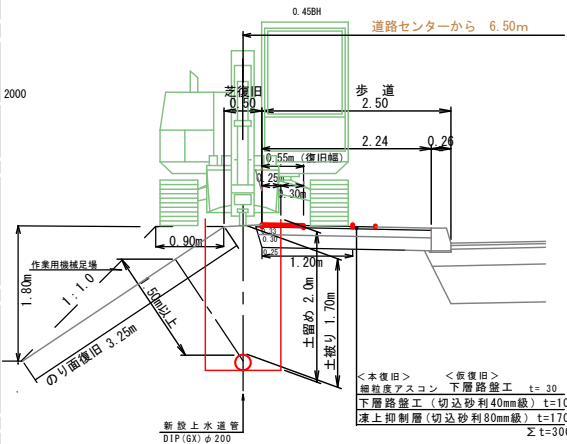 0.45BH
道路センターから 6.50m
2000
芝復旧
0.50
歩 道
2.50
2.24
0.26
0.55m (復旧幅)
0.25m
0.30m
0.90m
作業用機械足場
1.80m
1:1.0
.50m以上
のり面復旧 3.25m
0.30
0.25
1.20m
土留め 2.0m
土被り 1.70m
新設上水道管
DIP(GX)φ200
<本復旧> <仮復旧>
細粒度アスコン 下層路盤工 t= 30
下層路盤工 (切込砂利40mm級) t=10
凍上抑制層(切込砂利80mm級) t=170
Σt=300